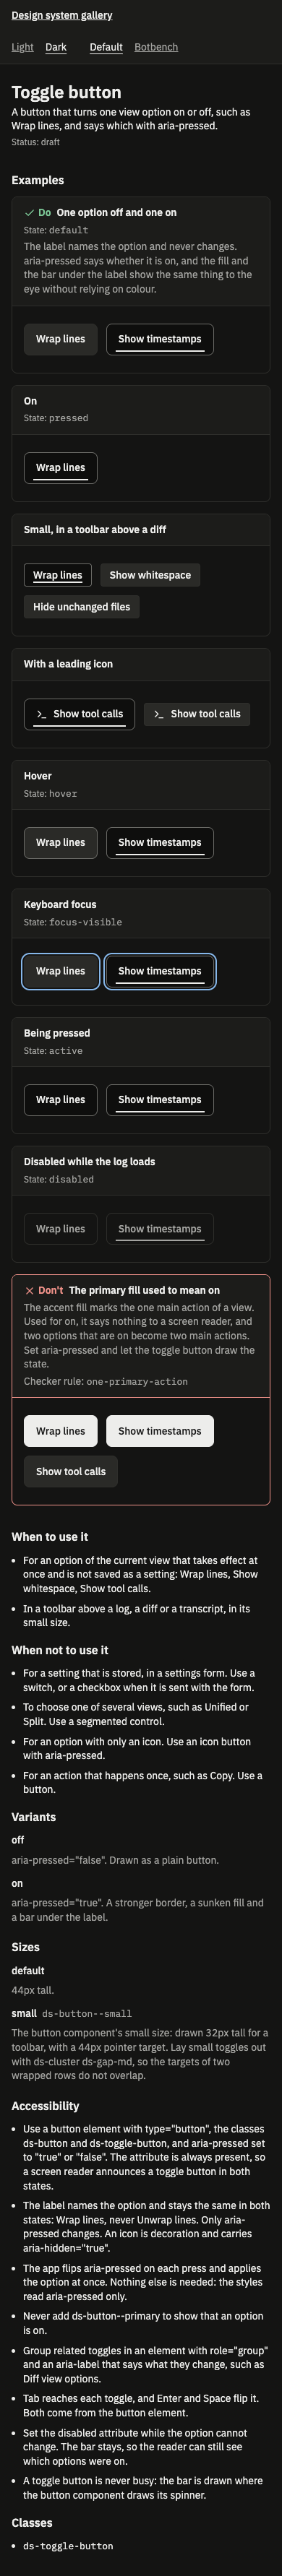 Design system gallery
Light Dark Default Botbench
Toggle button
A button that turns one view option on or off, such as
Wrap lines, and says which with aria-pressed.
Status: draft
Examples
Do One option off and one on
State: default
The label names the option and never changes.
aria-pressed says whether it is on, and the fill and
the bar under the label show the same thing to the
eye without relying on colour.
Wrap lines Show timestamps
On
State: pressed
Wrap lines
Small, in a toolbar above a diff
Wrap lines Show whitespace
Hide unchanged files
With a leading icon
Show tool calls Show tool calls
Hover
State: hover
Wrap lines Show timestamps
Keyboard focus
State: focus-visible
Wrap lines Show timestamps
Being pressed
State: active
Wrap lines Show timestamps
Disabled while the log loads
State: disabled
Wrap lines Show timestamps
Don't The primary fill used to mean on
The accent fill marks the one main action of a view.
Used for on, it says nothing to a screen reader, and
two options that are on become two main actions.
Set aria-pressed and let the toggle button draw the
state.
Checker rule: one-primary-action
Wrap lines Show timestamps
Show tool calls
When to use it
• For an option of the current view that takes effect at
once and is not saved as a setting: Wrap lines, Show
whitespace, Show tool calls.
• In a toolbar above a log, a diff or a transcript, in its
small size.
When not to use it
• For a setting that is stored, in a settings form. Use a
switch, or a checkbox when it is sent with the form.
• To choose one of several views, such as Unified or
Split. Use a segmented control.
• For an option with only an icon. Use an icon button
with aria-pressed.
• For an action that happens once, such as Copy. Use a
button.
Variants
off
aria-pressed="false". Drawn as a plain button.
on
aria-pressed="true". A stronger border, a sunken fill and
a bar under the label.
Sizes
default
44px tall.
small ds-button--small
The button component's small size: drawn 32px tall for a
toolbar, with a 44px pointer target. Lay small toggles out
with ds-cluster ds-gap-md, so the targets of two
wrapped rows do not overlap.
Accessibility
• Use a button element with type="button", the classes
ds-button and ds-toggle-button, and aria-pressed set
to "true" or "false". The attribute is always present, so
a screen reader announces a toggle button in both
states.
• The label names the option and stays the same in both
states: Wrap lines, never Unwrap lines. Only aria-
pressed changes. An icon is decoration and carries
aria-hidden="true".
• The app flips aria-pressed on each press and applies
the option at once. Nothing else is needed: the styles
read aria-pressed only.
• Never add ds-button--primary to show that an option
is on.
• Group related toggles in an element with role="group"
and an aria-label that says what they change, such as
Diff view options.
• Tab reaches each toggle, and Enter and Space flip it.
Both come from the button element.
• Set the disabled attribute while the option cannot
change. The bar stays, so the reader can still see
which options were on.
• A toggle button is never busy: the bar is drawn where
the button component draws its spinner.
Classes
• ds-toggle-button